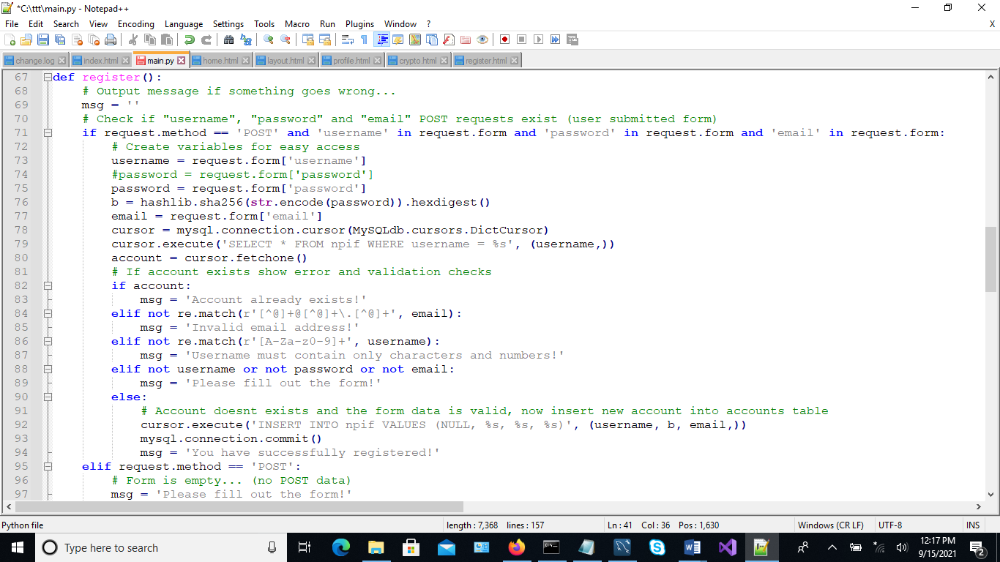 *C:\ttt\main.py - Notepad++
File Edit Search View Encoding Language Settings Tools Macro Run Plugins Window ? X
change.log index.html main.py home.html layout.html profile.html crypto.html register.html
67 def register():
68     # Output message if something goes wrong...
69     msg = ''
70     # Check if "username", "password" and "email" POST requests exist (user submitted form)
71     if request.method == 'POST' and 'username' in request.form and 'password' in request.form and 'email' in request.form:
72         # Create variables for easy access
73         username = request.form['username']
74         #password = request.form['password']
75         password = request.form['password']
76         b = hashlib.sha256(str.encode(password)).hexdigest()
77         email = request.form['email']
78         cursor = mysql.connection.cursor(MySQLdb.cursors.DictCursor)
79         cursor.execute('SELECT * FROM npif WHERE username = %s', (username,))
80         account = cursor.fetchone()
81         # If account exists show error and validation checks
82         if account:
83             msg = 'Account already exists!'
84         elif not re.match(r'[^@]+@[^@]+\.[^@]+', email):
85             msg = 'Invalid email address!'
86         elif not re.match(r'[A-Za-z0-9]+', username):
87             msg = 'Username must contain only characters and numbers!'
88         elif not username or not password or not email:
89             msg = 'Please fill out the form!'
90         else:
91             # Account doesnt exists and the form data is valid, now insert new account into accounts table
92             cursor.execute('INSERT INTO npif VALUES (NULL, %s, %s, %s)', (username, b, email,))
93             mysql.connection.commit()
94             msg = 'You have successfully registered!'
95     elif request.method == 'POST':
96         # Form is empty... (no POST data)
97         msg = 'Please fill out the form!'
Python file length : 7,368 lines : 157 Ln : 41 Col : 36 Pos : 1,630 Windows (CR LF) UTF-8 INS
Type here to search
12:17 PM
9/15/2021
2